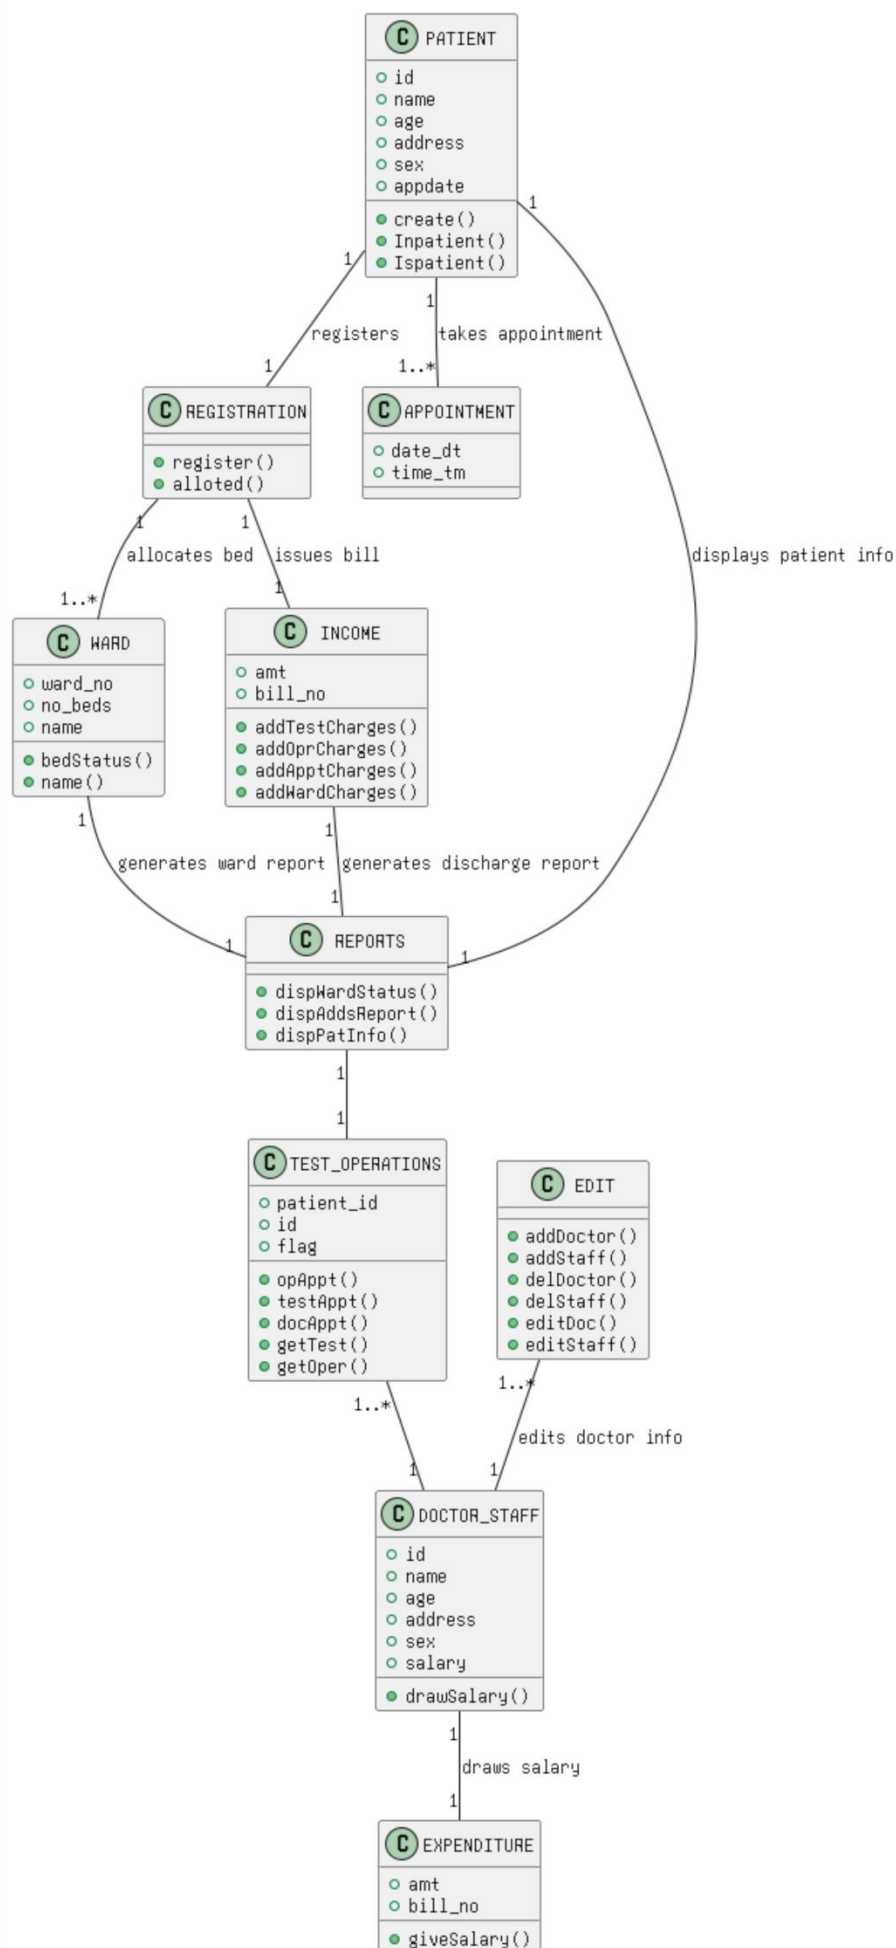 C PATIENT
id
name
age
address
sex
appdate
create()
Inpatient()
Ispatient()
1
1
1
registers
takes appointment
1
1..*
C REGISTRATION
register()
alloted()
C APPOINTMENT
date_dt
time_tm
1
1
allocates bed
issues bill
displays patient info
1..*
1
C WARD
ward_no
no_beds
name
bedStatus()
name()
C INCOME
amt
bill_no
addTestCharges()
addOprCharges()
addApptCharges()
addWardCharges()
1
1
generates ward report
generates discharge report
1
1
1
C REPORTS
dispWardStatus()
dispAddsReport()
dispPatInfo()
1
1
C TEST_OPERATIONS
patient_id
id
flag
opAppt()
testAppt()
docAppt()
getTest()
getOper()
C EDIT
addDoctor()
addStaff()
delDoctor()
delStaff()
editDoc()
editStaff()
1..*
1..*
edits doctor info
1
1
C DOCTOR_STAFF
id
name
age
address
sex
salary
drawSalary()
1
draws salary
1
C EXPENDITURE
amt
bill_no
giveSalary()